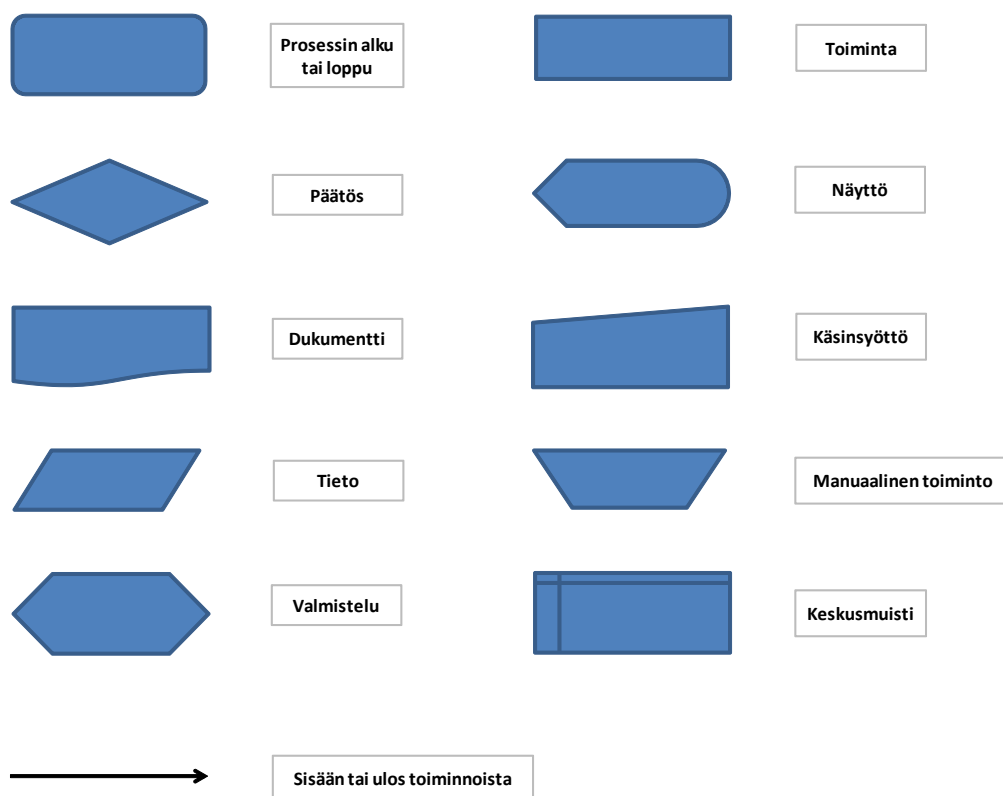 Prosessin alku
tai loppu
Toiminta
Päätös
Näyttö
Dukumentti
Käsinsyöttö
Tieto
Manuaalinen toiminto
Valmistelu
Keskusmuisti
Sisään tai ulos toiminnoista